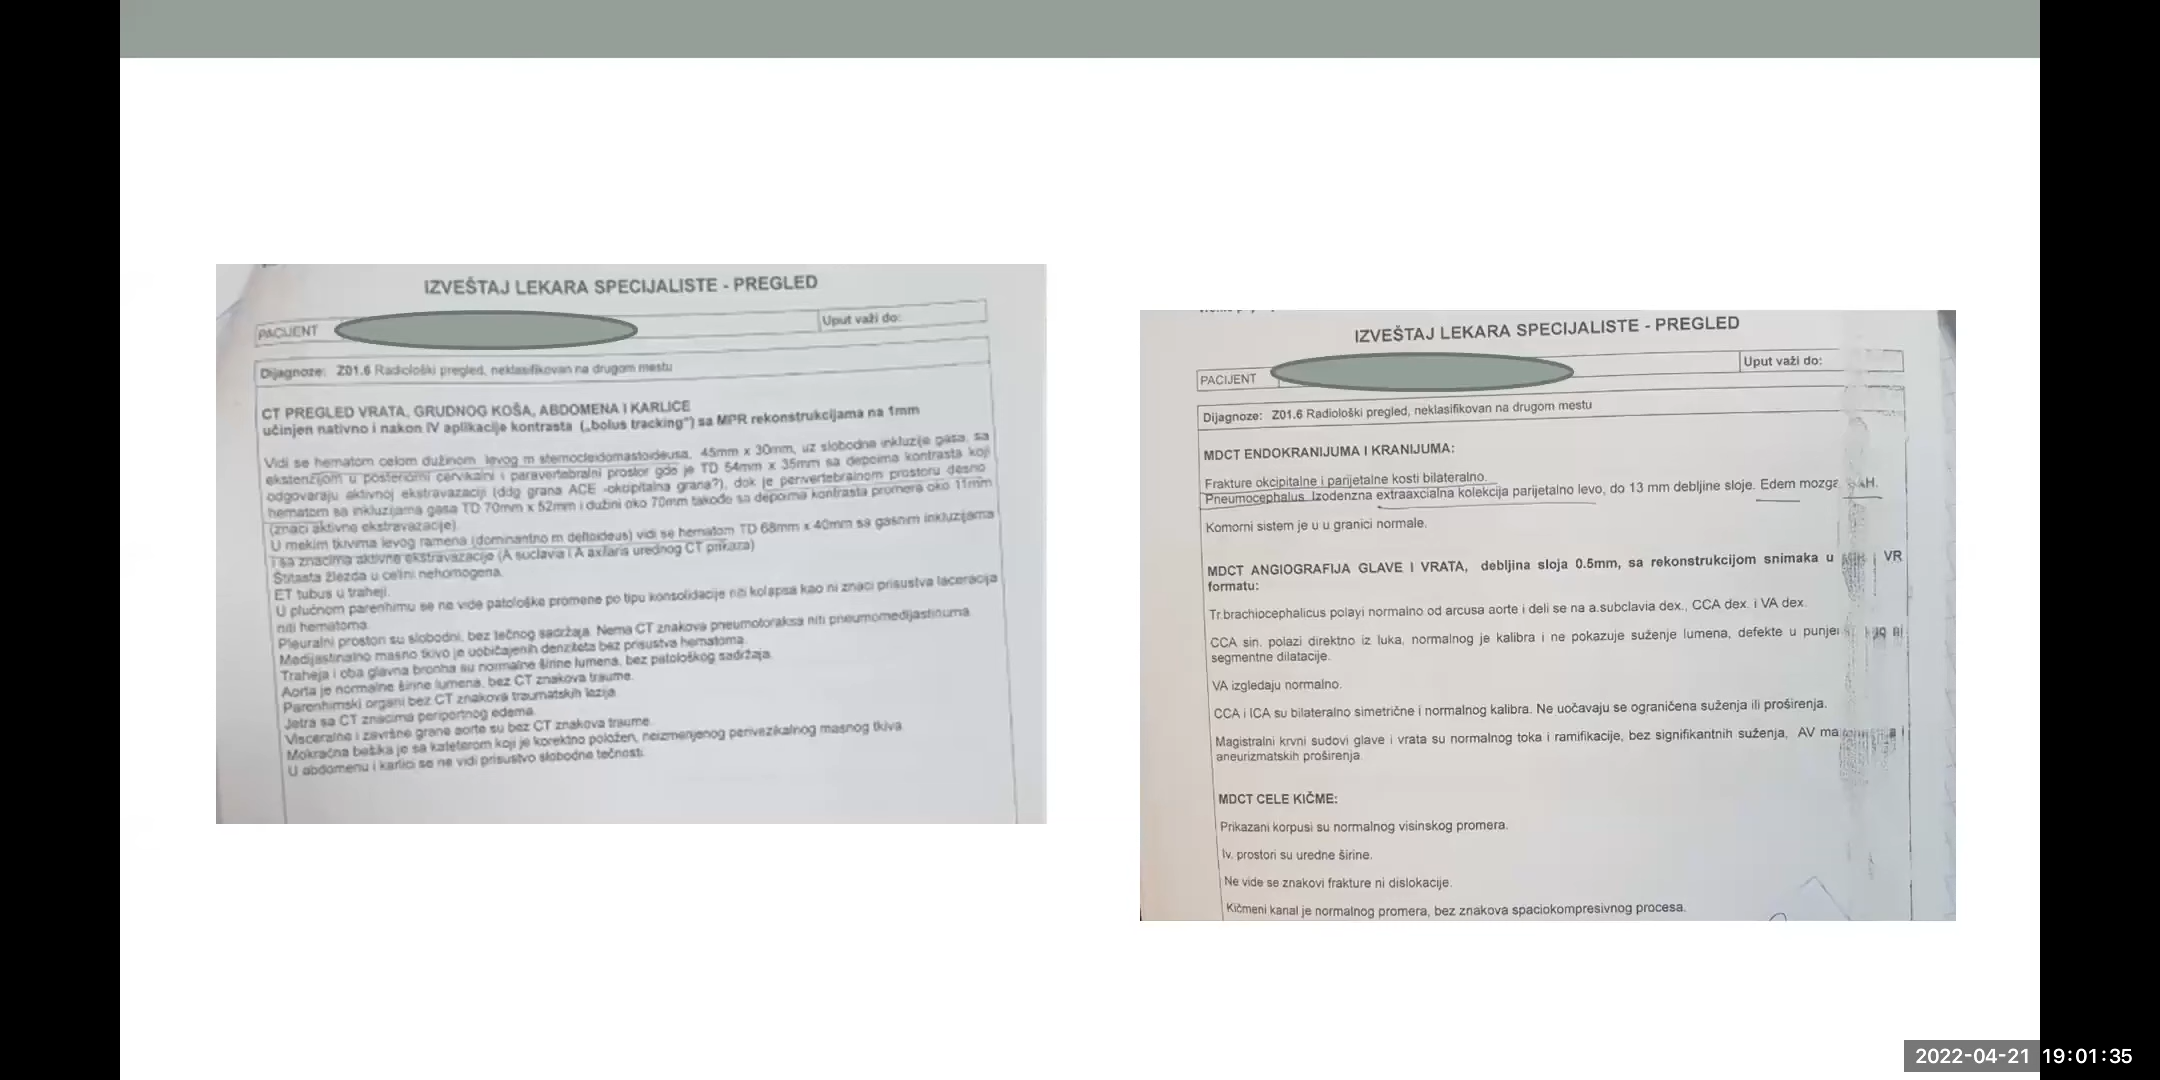 IZVEŠTAJ LEKARA SPECIJALISTE - PREGLED
PACIJENT
Uput važi do:
Dijagnoze: Z01.6 Radiološki pregled, neklasifikovan na drugom mestu
CT PREGLED VRATA, GRUDNOG KOŠA, ABDOMENA I KARLICE
učinjen nativno i nakon IV aplikacije kontrasta („bolus tracking") sa MPR rekonstrukcijama na 1mm
Vidi se hematom celom dužinom levog m sternocleidomastoideusa, 45mm x 30mm, uz slobodne inkluzije gasa, sa
ekstenzijom u posteriorni cervikalni i paravertebralni prostor gde je TD 54mm x 35mm sa depoima kontrasta koji
odgovaraju aktivnoj ekstravazaciji (ddg grana ACE -okcipitalna grana?), dok je perivertebralnom prostoru desno
hematom sa inkluzijama gasa TD 70mm x 52mm i dužini oko 70mm takođe sa depoima kontrasta promera oko 11mm
(znaci aktivne ekstravazacije).
U mekim tkivima levog ramena (dominantno m deltoideus) vidi se hematom TD 68mm x 40mm sa gasnim inkluzijama
i sa znacima aktivne ekstravazacije (A suclavia i A axilaris urednog CT prikaza)
Štitasta žlezda u celini nehomogena.
ET tubus u traheji.
U plućnom parenhimu se ne vide patološke promene po tipu konsolidacije niti kolapsa kao ni znaci prisustva laceracija
niti hematoma.
Pleuralni prostori su slobodni, bez tečnog sadržaja. Nema CT znakova pneumotoraksa niti pneumomedijastinuma.
Medijastinalno masno tkivo je uobičajenih denziteta bez prisustva hematoma.
Traheja i oba glavna bronha su normalne širine lumena, bez patološkog sadržaja.
Aorta je normalne širine lumena, bez CT znakova traume.
Parenhimski organi bez CT znakova traumatskih lezija.
Jetra sa CT znacima periportnog edema.
Visceralne i završne grane aorte su bez CT znakova traume.
Mokraćna bešika je sa kateterom koji je korektno položen, neizmenjenog perivezikalnog masnog tkiva
U abdomenu i karlici se ne vidi prisustvo slobodne tečnosti.
IZVEŠTAJ LEKARA SPECIJALISTE - PREGLED
PACIJENT
Uput važi do:
Dijagnoze: Z01.6 Radiološki pregled, neklasifikovan na drugom mestu
MDCT ENDOKRANIJUMA I KRANIJUMA:
Frakture okcipitalne i parijetalne kosti bilateralno.
Pneumocephalus. Izodenzna extraaxcialna kolekcija parijetalno levo, do 13 mm debljine sloje. Edem mozga
Komorni sistem je u u granici normale.
MDCT ANGIOGRAFIJA GLAVE I VRATA, debljina sloja 0.5mm, sa rekonstrukcijom snimaka u VR
formatu:
Tr.brachiocephalicus polayi normalno od arcusa aorte i deli se na a.subclavia dex., CCA dex. i VA dex.
CCA sin. polazi direktno iz luka, normalnog je kalibra i ne pokazuje suženje lumena, defekte u
segmentne dilatacije.
VA izgledaju normalno.
CCA i ICA su bilateralno simetrične i normalnog kalibra. Ne uočavaju se ograničena suženja ili proširenja.
Magistralni krvni sudovi glave i vrata su normalnog toka i ramifikacije, bez signifikantnih suženja, AV
aneurizmatskih proširenja.
MDCT CELE KIČME:
Prikazani korpusi su normalnog visinskog promera.
Iv. prostori su uredne širine.
Ne vide se znakovi frakture ni dislokacije.
Kičmeni kanal je normalnog promera, bez znakova spaciokompresivnog procesa.
2022-04-21 19:01:35